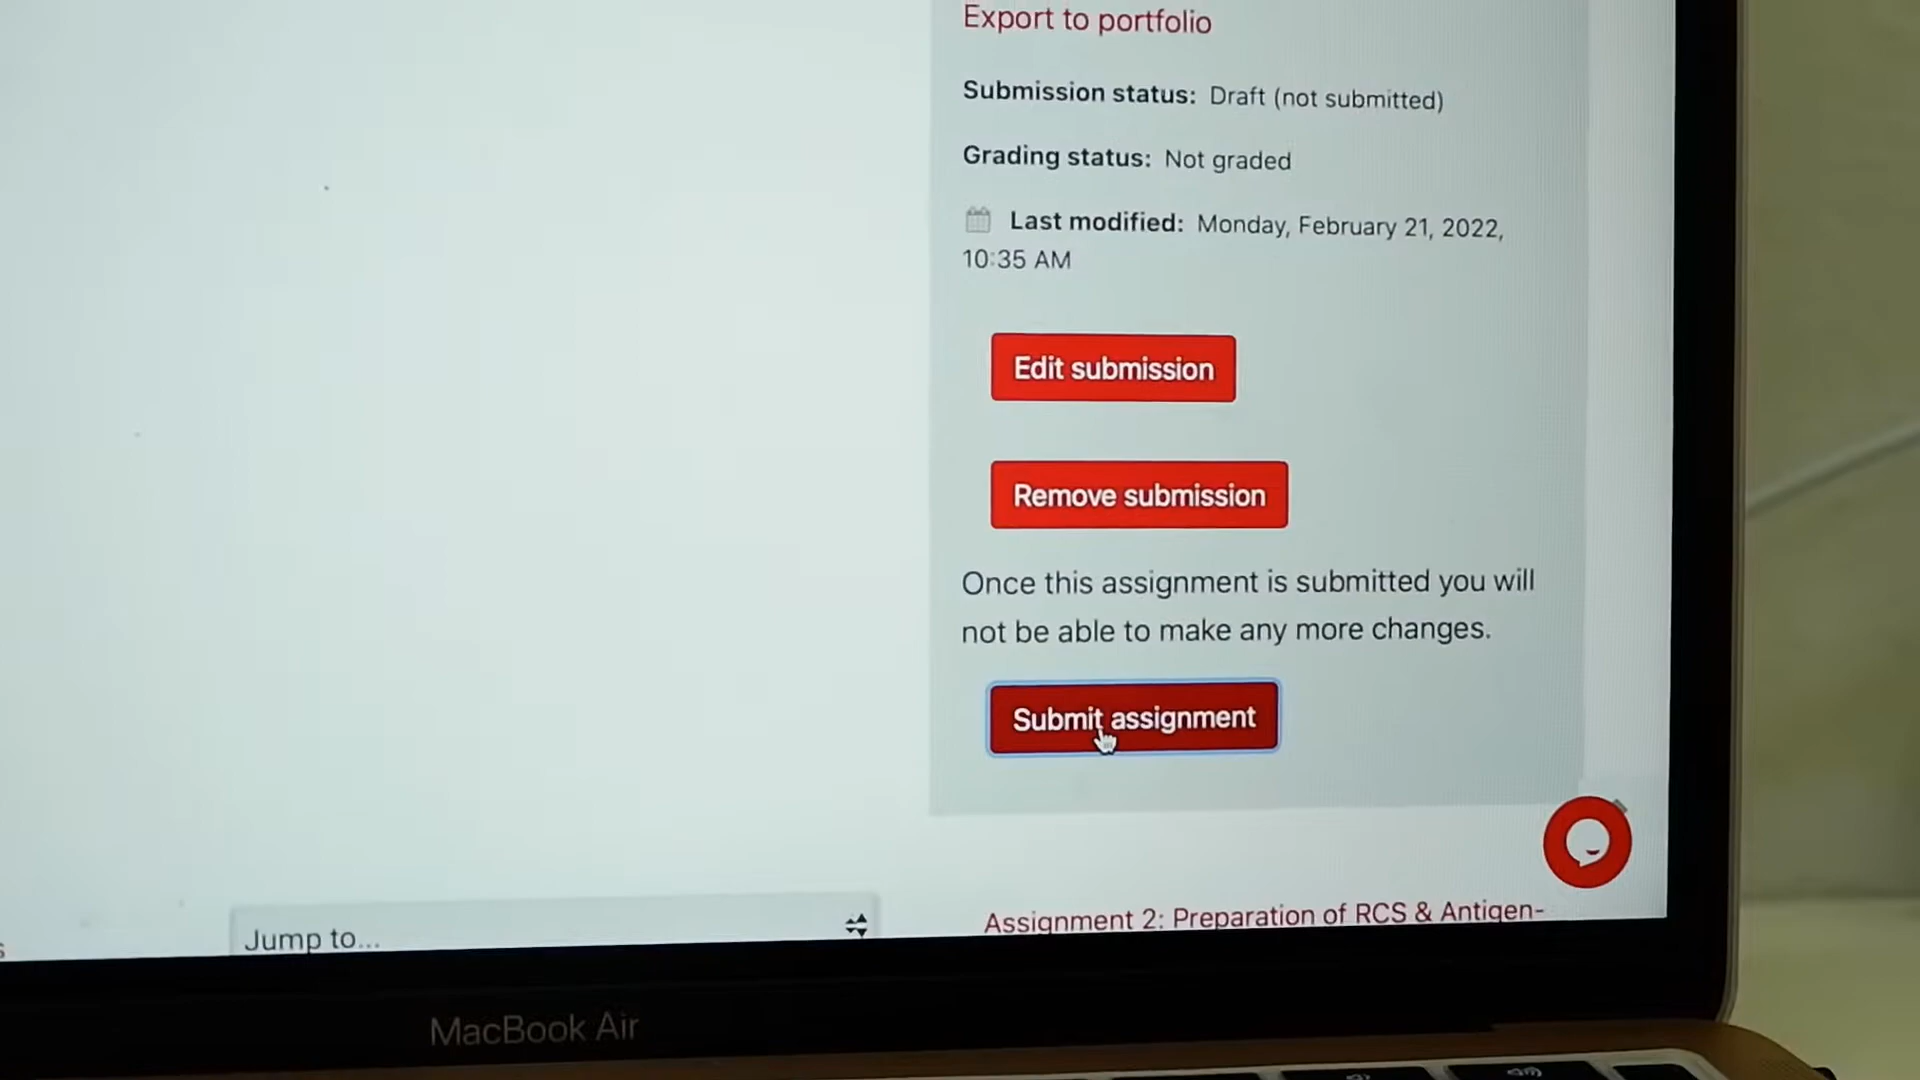 Export to portfolio
Submission status: Draft (not submitted)
Grading status: Not graded
Last modified: Monday, February 21, 2022,
10:35 AM
Edit submission
Remove submission
Once this assignment is submitted you will
not be able to make any more changes.
Submit assignment
Jump to...
Assignment 2: Preparation of RCS & Antigen-
MacBook Air